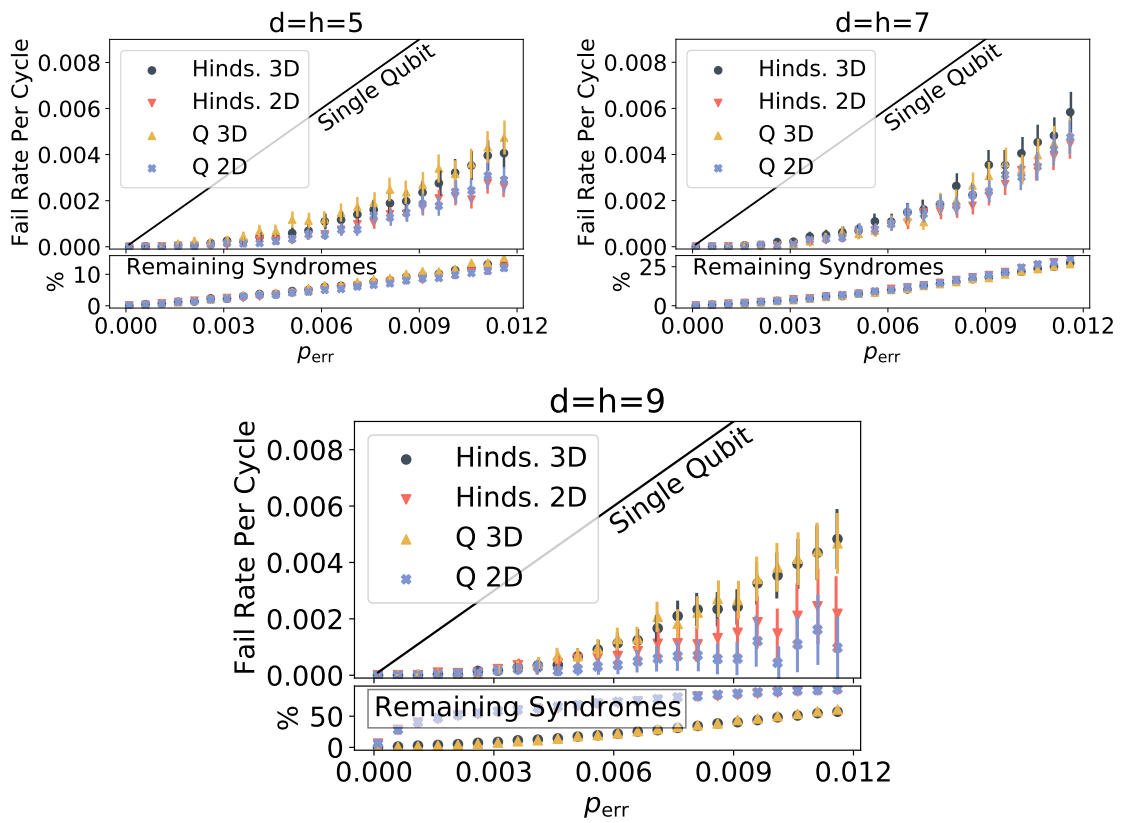 d=h=5
Fail Rate Per Cycle
0.008
0.006
0.004
0.002
0.000
Hinds. 3D
Hinds. 2D
Q 3D
Q 2D
Single Qubit
%
10
0
Remaining Syndromes
0.000 0.003 0.006 0.009 0.012
p_err
d=h=7
Fail Rate Per Cycle
0.008
0.006
0.004
0.002
0.000
Hinds. 3D
Hinds. 2D
Q 3D
Q 2D
Single Qubit
%
25
0
Remaining Syndromes
0.000 0.003 0.006 0.009 0.012
p_err
d=h=9
Fail Rate Per Cycle
0.008
0.006
0.004
0.002
0.000
Hinds. 3D
Hinds. 2D
Q 3D
Q 2D
Single Qubit
%
50
0
Remaining Syndromes
0.000 0.003 0.006 0.009 0.012
p_err